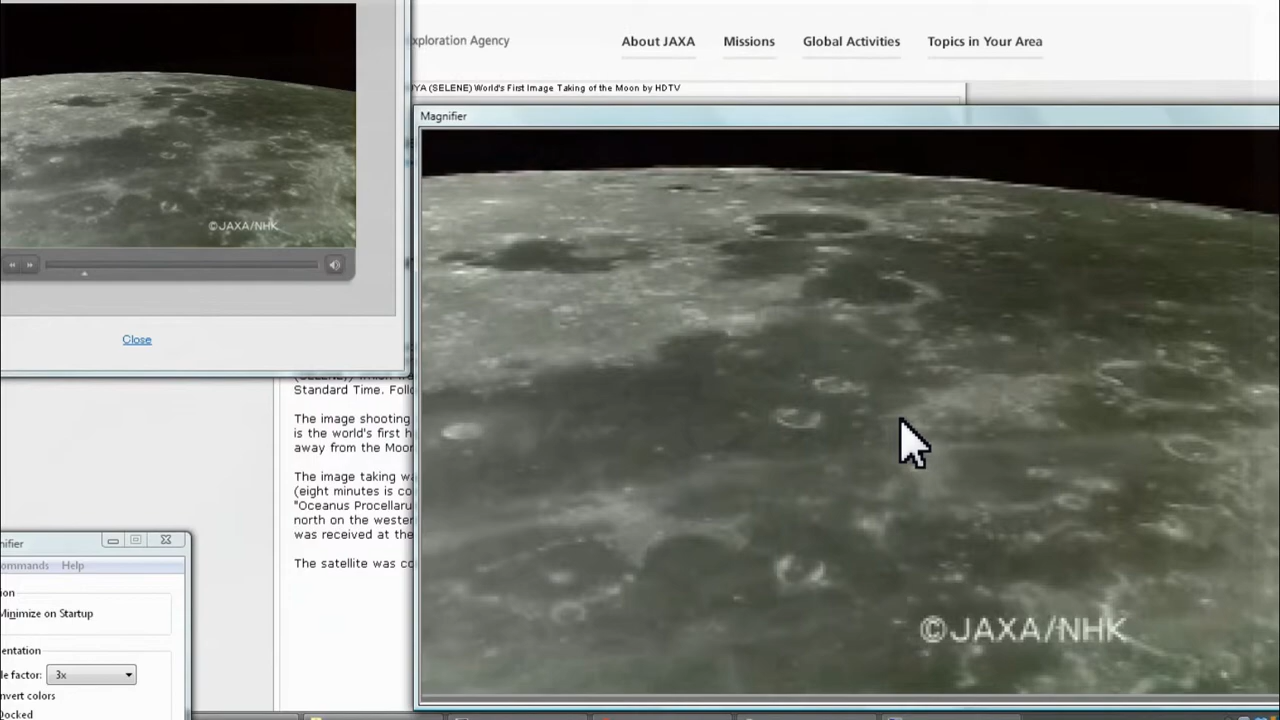 xploration Agency
About JAXA
Missions
Global Activities
Topics in Your Area
YA (SELENE) World's First Image Taking of the Moon by HDTV
Magnifier
©JAXA/NHK
Close
Standard Time. Follo
The image shooting
is the world's first h
away from the Moor
The image taking wa
(eight minutes is co
"Oceanus Procellaru
north on the wester
was received at the
The satellite was co
©JAXA/NHK
nifier
ommands Help
ion
Minimize on Startup
entation
le factor: 3x
nvert colors
Docked